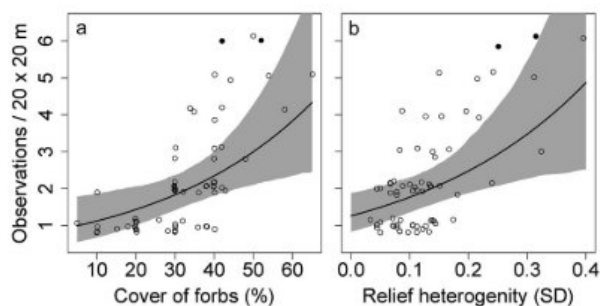 a
b
Observations / 20 x 20 m
6
5
4
3
2
1
10 20 30 40 50 60
0.0 0.1 0.2 0.3 0.4
Cover of forbs (%)
Relief heterogenity (SD)